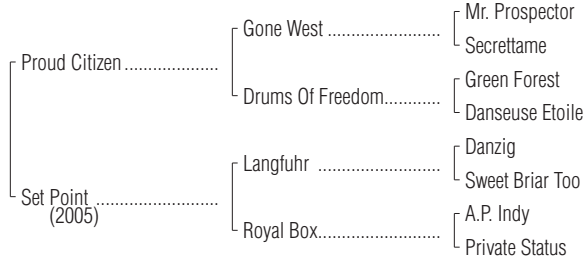 Mr. Prospector
Gone West ....................
Secrettame
Proud Citizen .................
Green Forest
Drums Of Freedom..........
Danseuse Etoile
Danzig
Langfuhr ......................
Sweet Briar Too
Set Point ......................
(2005)
A.P. Indy
Royal Box......................
Private Status